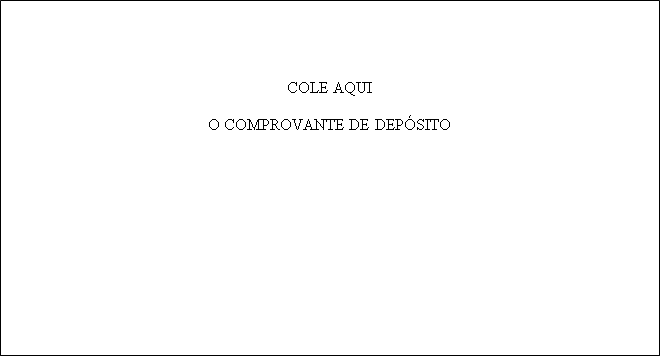 COLE AQUI
O COMPROVANTE DE DEPÓSITO